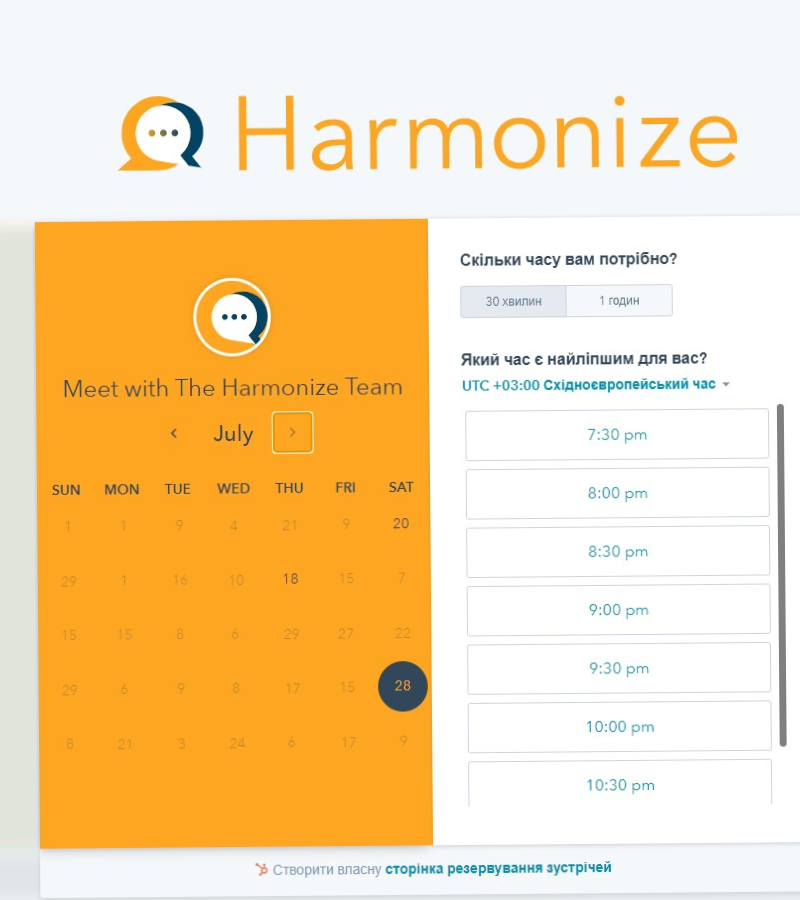 Harmonize
Meet with The Harmonize Team
July
SUN MON TUE WED THU FRI SAT
1 1 9 4 21 9 20
29 1 16 10 18 15 7
15 15 8 6 29 27 22
29 6 9 8 17 15 28
8 21 3 24 6 17 9
Скільки часу вам потрібно?
30 хвилин 1 годин
Який час є найліпшим для вас?
UTC +03:00 Східноєвропейський час
7:30 pm
8:00 pm
8:30 pm
9:00 pm
9:30 pm
10:00 pm
10:30 pm
Створити власну сторінка резервування зустрічей